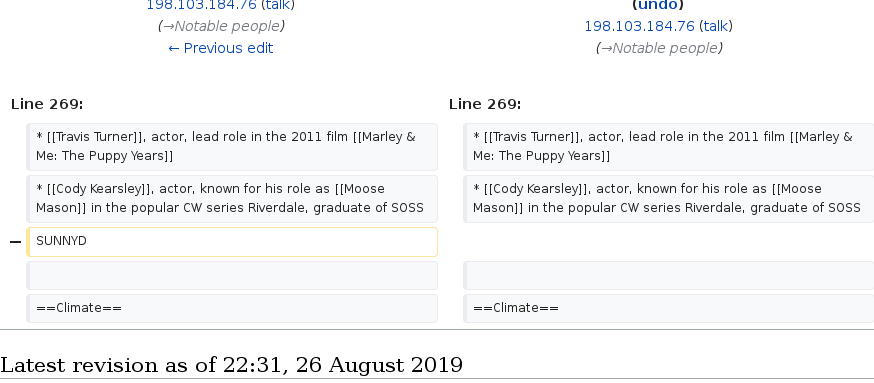 198.103.184.76 (talk)
(→Notable people)
← Previous edit
(undo)
198.103.184.76 (talk)
(→Notable people)
Line 269:
* [[Travis Turner]], actor, lead role in the 2011 film [[Marley &
Me: The Puppy Years]]
* [[Cody Kearsley]], actor, known for his role as [[Moose
Mason]] in the popular CW series Riverdale, graduate of SOSS
− SUNNYD
==Climate==
Line 269:
* [[Travis Turner]], actor, lead role in the 2011 film [[Marley &
Me: The Puppy Years]]
* [[Cody Kearsley]], actor, known for his role as [[Moose
Mason]] in the popular CW series Riverdale, graduate of SOSS
==Climate==
Latest revision as of 22:31, 26 August 2019